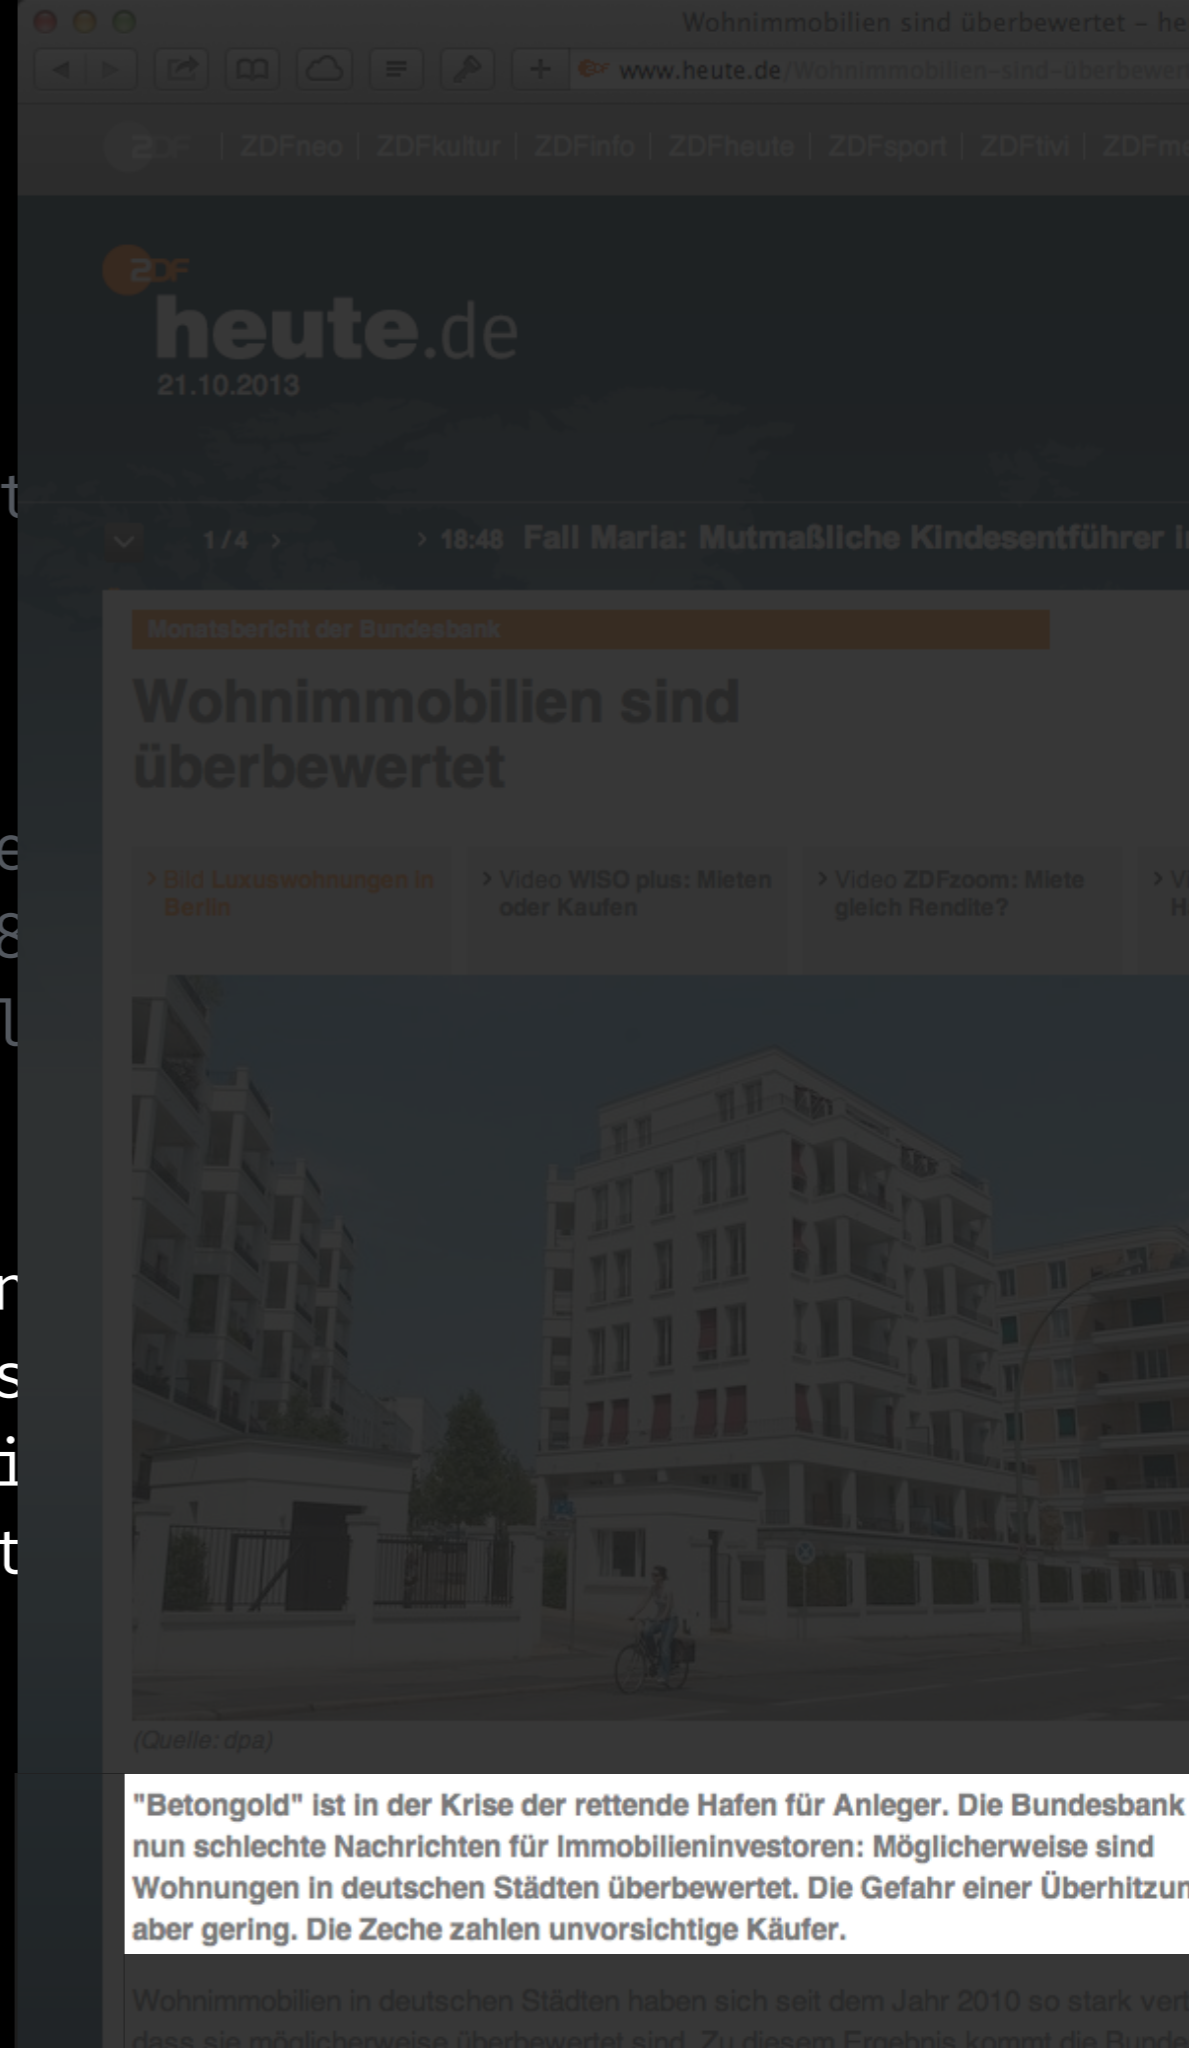 Wohnimmobilien sind überbewertet – he
www.heute.de/Wohnimmobilien-sind-überbewert
ZDF | ZDFneo | ZDFkultur | ZDFinfo | ZDFheute | ZDFsport | ZDFtivi | ZDFme
ZDF
heute.de
21.10.2013
t
1 / 4 › › 18:48 Fall Maria: Mutmaßliche Kindesentführer i
Monatsbericht der Bundesbank
Wohnimmobilien sind
überbewertet
e
› Bild Luxuswohnungen in
Berlin
› Video WISO plus: Mieten
oder Kaufen
› Video ZDFzoom: Miete
gleich Rendite?
› Vi
H
8
l
n
s
i
t
(Quelle: dpa)
"Betongold" ist in der Krise der rettende Hafen für Anleger. Die Bundesbank
nun schlechte Nachrichten für Immobilieninvestoren: Möglicherweise sind
Wohnungen in deutschen Städten überbewertet. Die Gefahr einer Überhitzun
aber gering. Die Zeche zahlen unvorsichtige Käufer.
Wohnimmobilien in deutschen Städten haben sich seit dem Jahr 2010 so stark vert
dass sie möglicherweise überbewertet sind. Zu diesem Ergebnis kommt die Bunde